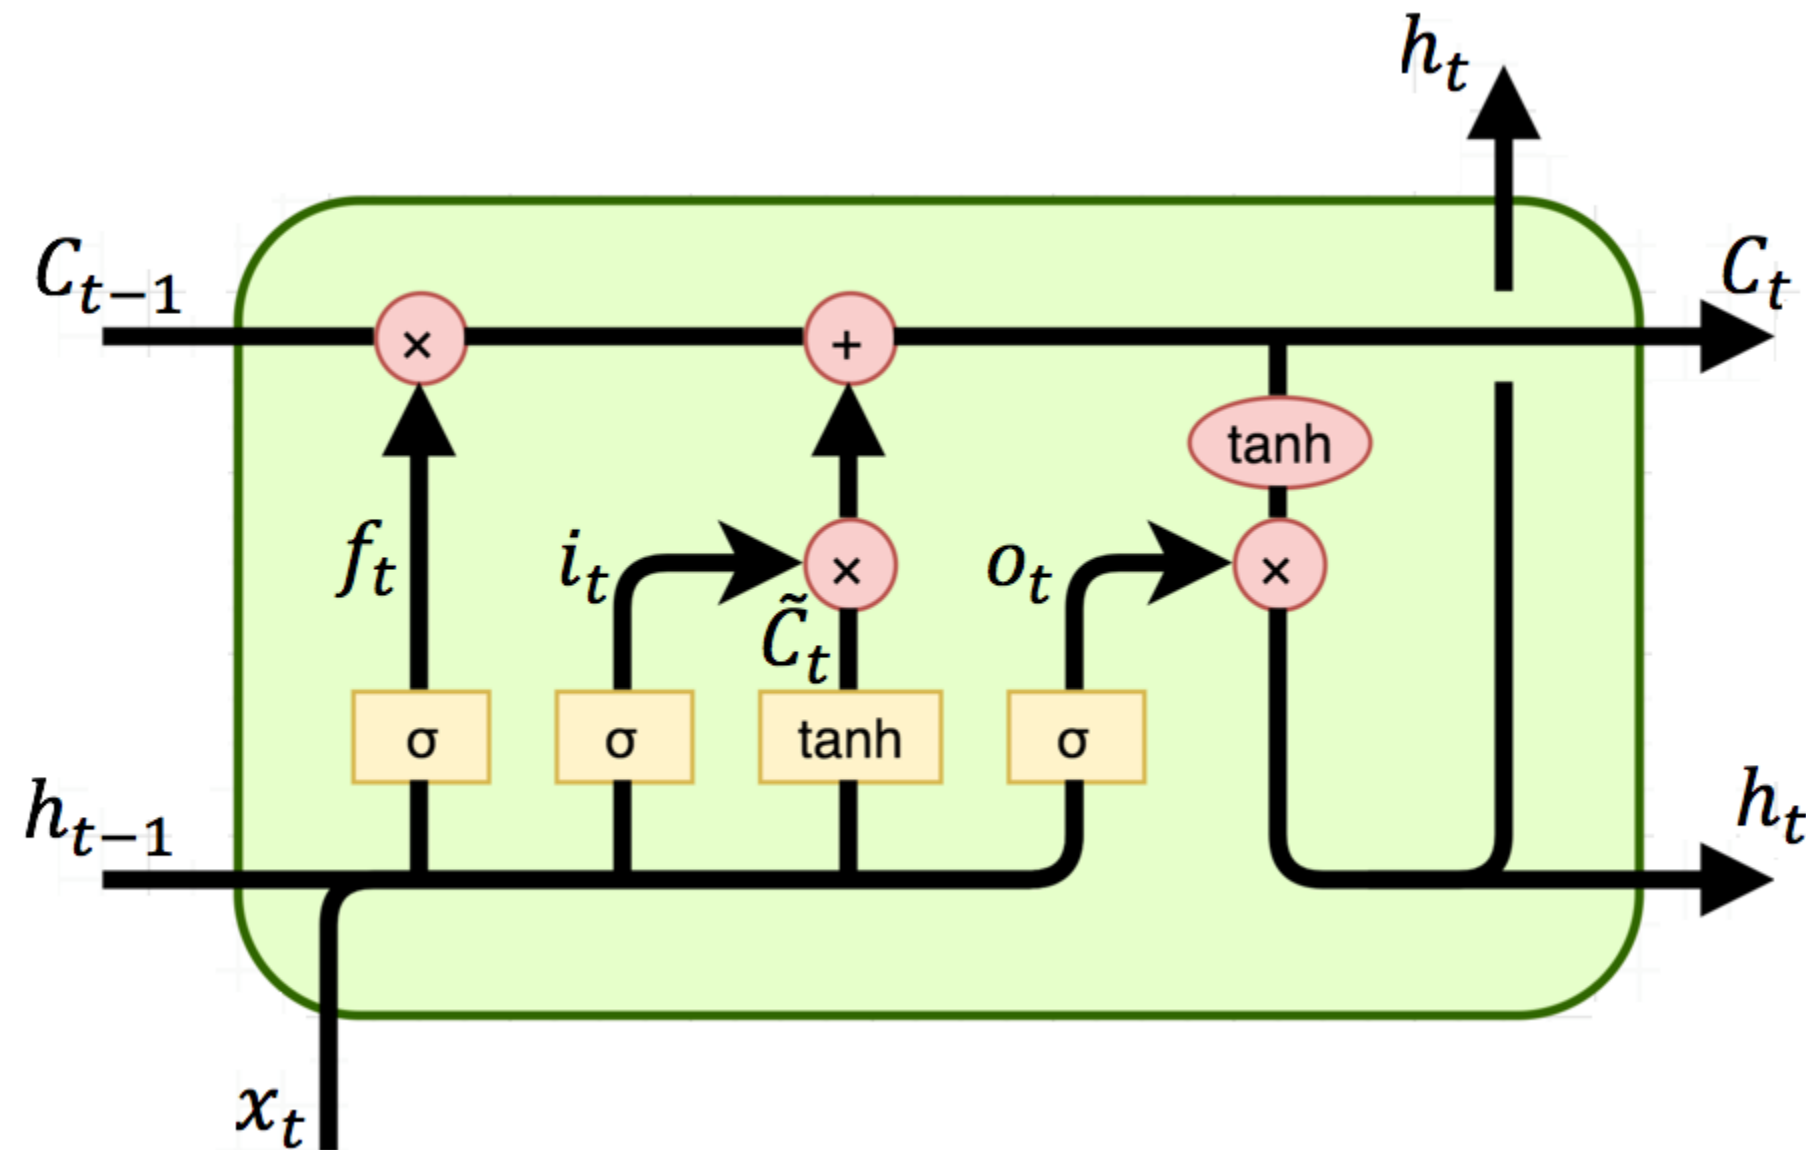 h_t
C_{t-1}
C_t
×
+
tanh
f_t
i_t
×
o_t
×
C̃_t
σ
σ
tanh
σ
h_{t-1}
h_t
x_t